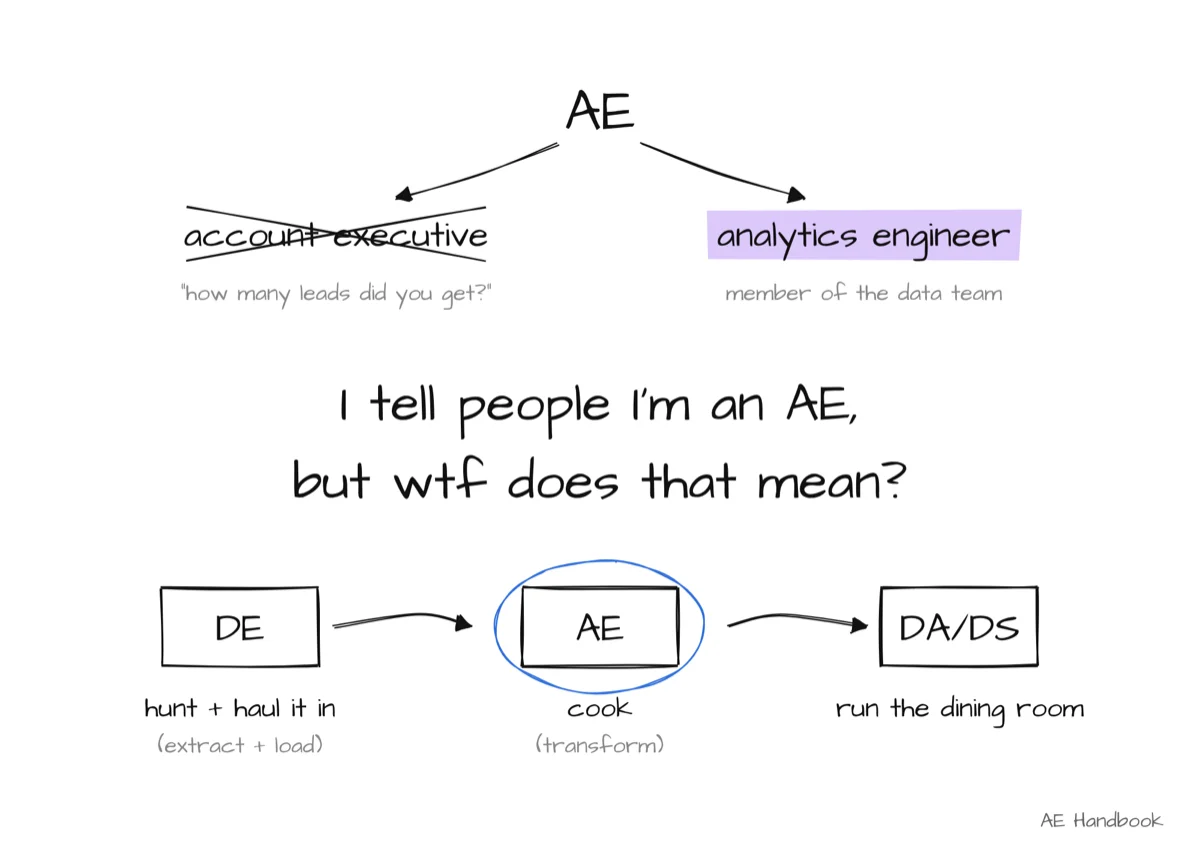 AE
account executive
analytics engineer
"how many leads did you get?"
member of the data team
I tell people I'm an AE,
but wtf does that mean?
DE
AE
DA/DS
hunt + haul it in
cook
run the dining room
(extract + load)
(transform)
AE Handbook